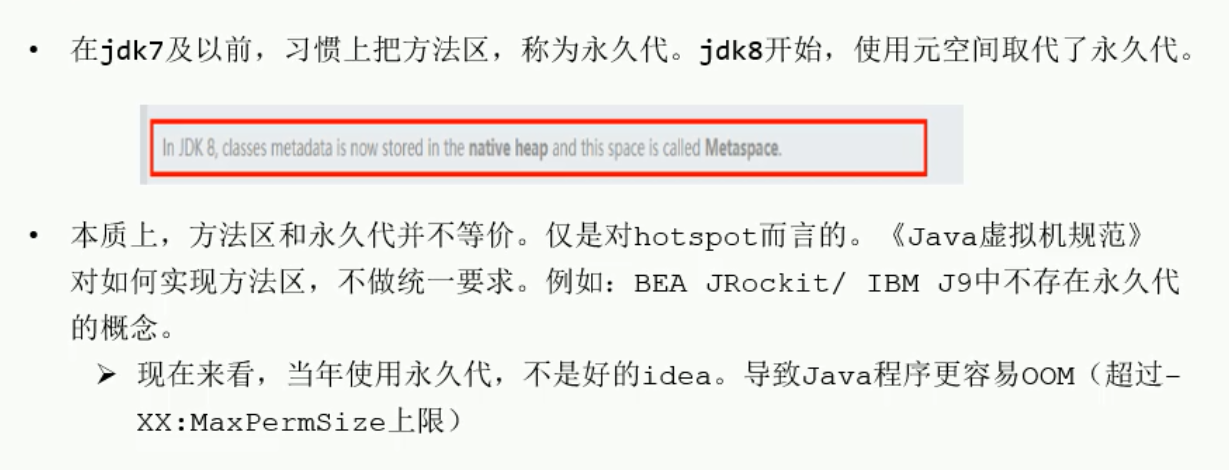 • 在jdk7及以前，习惯上把方法区，称为永久代。jdk8开始，使用元空间取代了永久代。
In JDK 8, classes metadata is now stored in the native heap and this space is called Metaspace.
• 本质上，方法区和永久代并不等价。仅是对hotspot而言的。《Java虚拟机规范》
对如何实现方法区，不做统一要求。例如：BEA JRockit/ IBM J9中不存在永久代
的概念。
➤ 现在来看，当年使用永久代，不是好的idea。导致Java程序更容易OOM（超过-
XX:MaxPermSize上限）